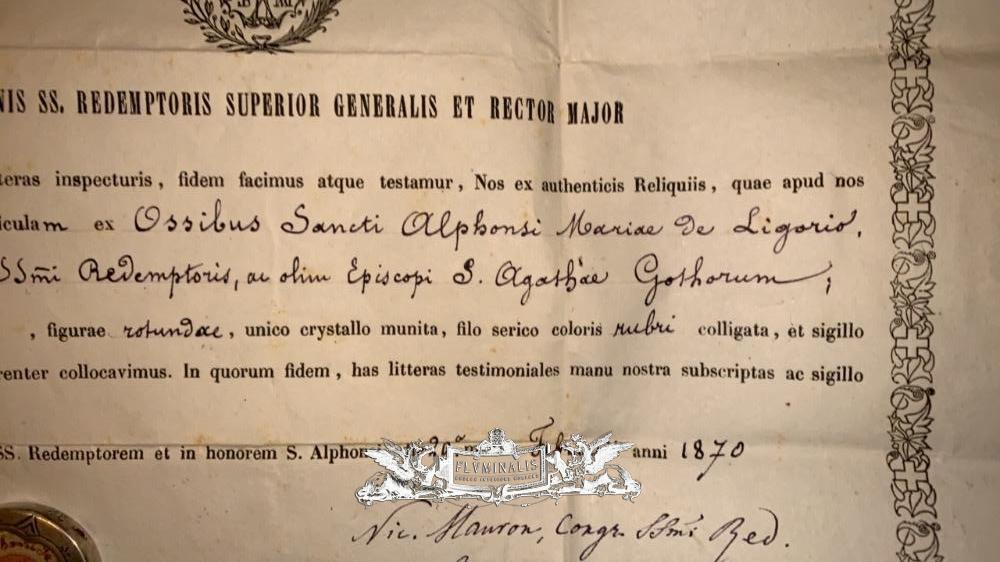 NIS SS. REDEMPTORIS SUPERIOR GENERALIS ET RECTOR MAJOR
teras inspecturis, fidem facimus atque testamur, Nos ex authenticis Reliquiis, quae apud nos
iculam ex Ossibus Sancti Alphonsi Mariae de Ligorio,
SSm̃i Redemptoris, ac olim Episcopi S. Agathae Gothorum;
, figurae rotundae, unico crystallo munita, filo serico coloris rubri colligata, et sigillo
renter collocavimus. In quorum fidem, has litteras testimoniales manu nostra subscriptas ac sigillo
SS. Redemptorem et in honorem S. Alphon anni 1870
FLVMINALIS
Nic. Mauron, Congr. SSm̃i Red.